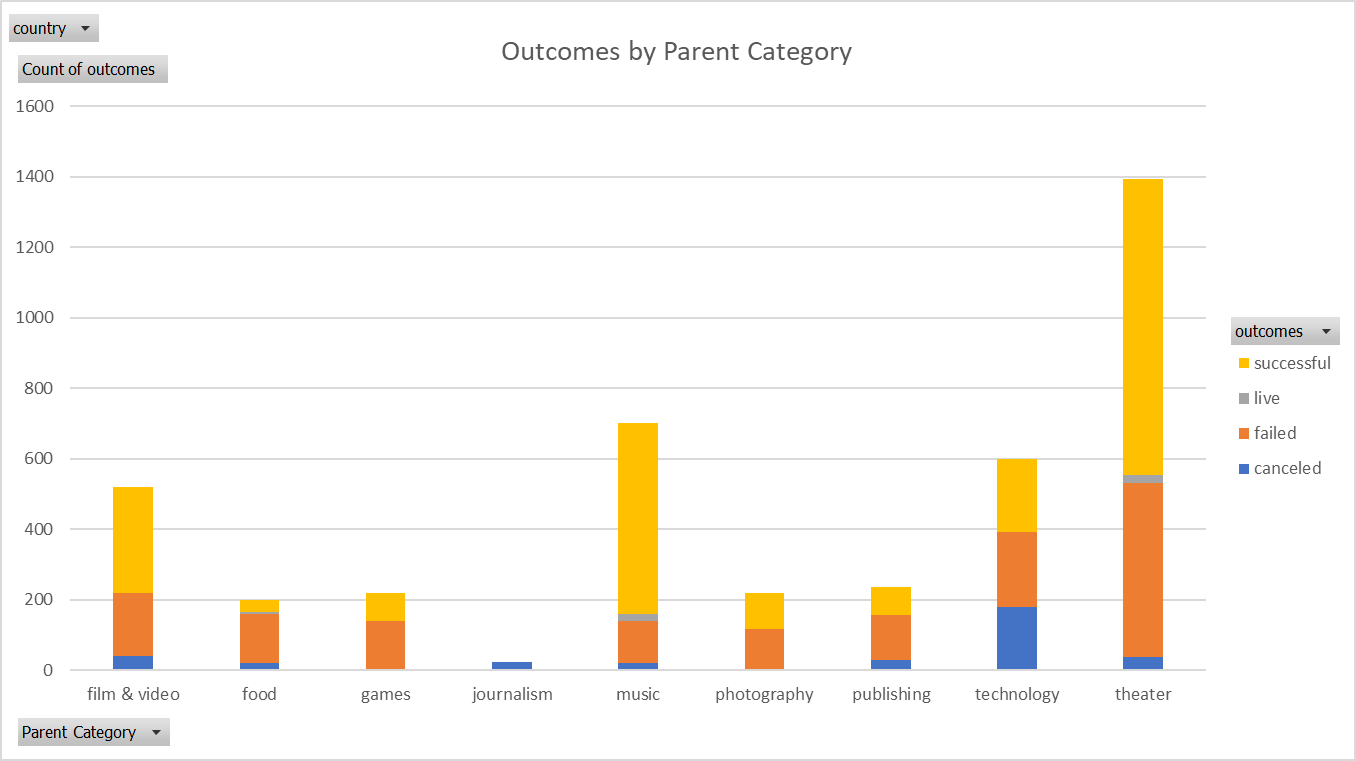 country
Outcomes by Parent Category
Count of outcomes
1600
1400
1200
1000
800
600
400
200
0
film & video food games journalism music photography publishing technology theater
outcomes
successful
live
failed
canceled
Parent Category